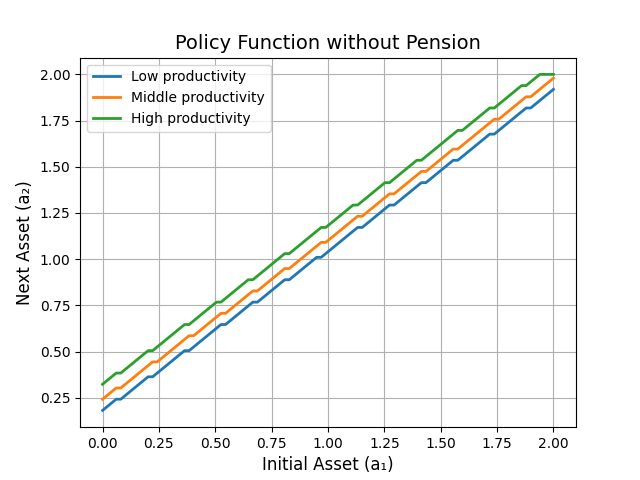 Policy Function without Pension
Low productivity
Middle productivity
High productivity
Next Asset (a₂)
2.00
1.75
1.50
1.25
1.00
0.75
0.50
0.25
0.00 0.25 0.50 0.75 1.00 1.25 1.50 1.75 2.00
Initial Asset (a₁)